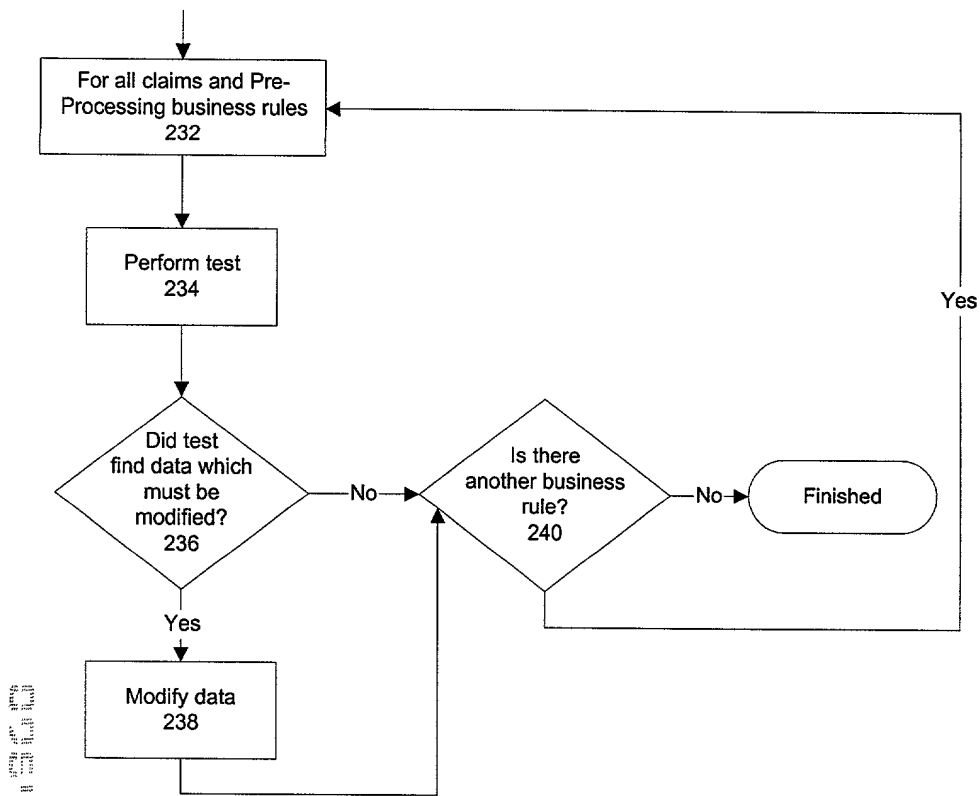 For all claims and Pre-
Processing business rules
232
Perform test
234
Yes
Did test
find data which
must be
modified?
236
No
Is there
another business
rule?
240
No
Finished
Yes
Modify data
238